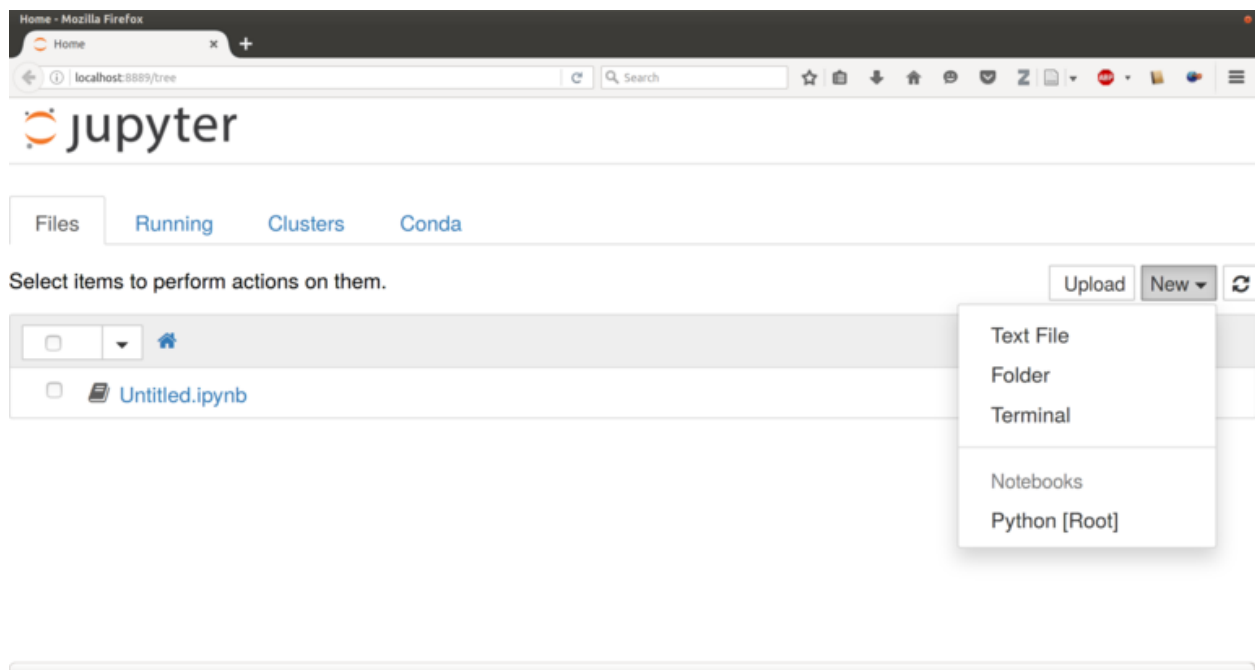 Home - Mozilla Firefox
Home
localhost:8889/tree
Search
jupyter
Files Running Clusters Conda
Select items to perform actions on them.
Upload New
Untitled.ipynb
Text File
Folder
Terminal
Notebooks
Python [Root]